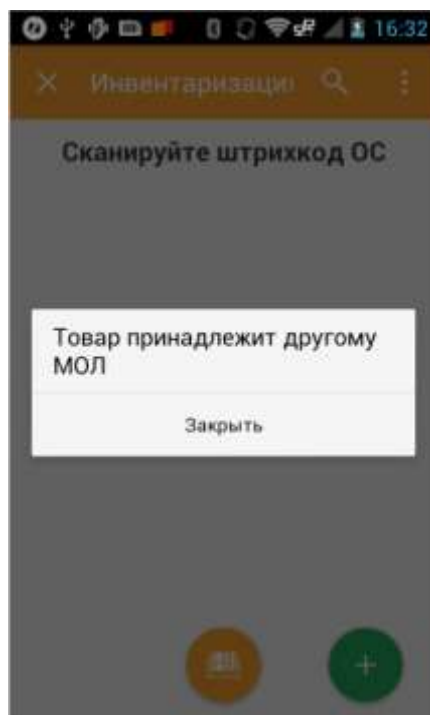 16:32
Инвентаризаци
Сканируйте штрихкод ОС
Товар принадлежит другому
МОЛ
Закрыть